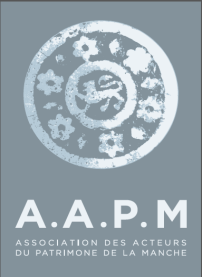 A.A.P.M
ASSOCIATION DES ACTEURS
DU PATRIMONE DE LA MANCHE